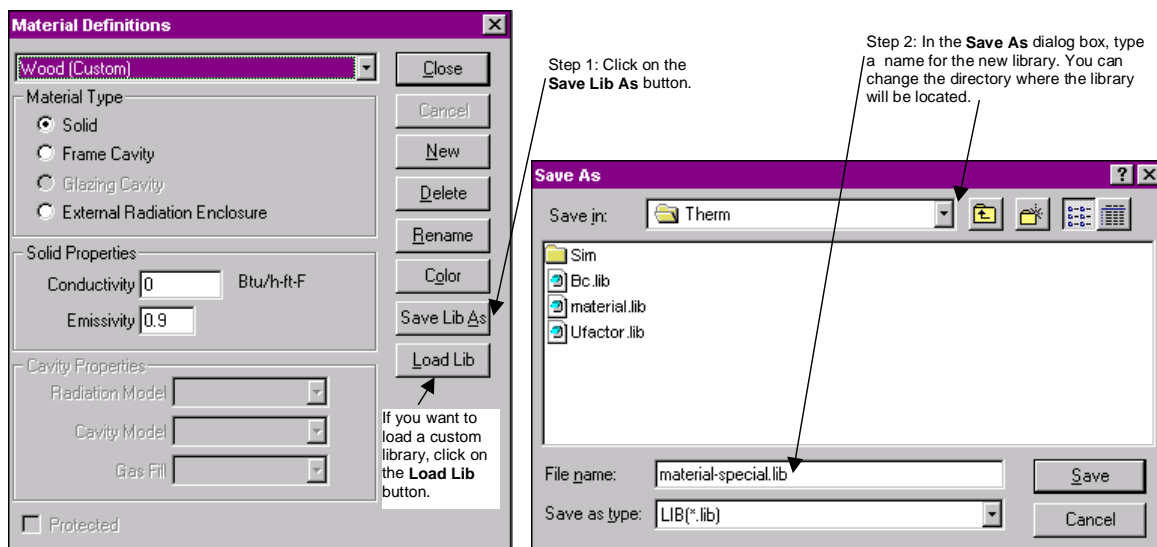 Material Definitions
Wood (Custom)
Material Type
Solid
Frame Cavity
Glazing Cavity
External Radiation Enclosure
Solid Properties
Conductivity 0 Btu/h-ft-F
Emissivity 0.9
Cavity Properties
Radiation Model
Cavity Model
Gas Fill
Protected
Close
Cancel
New
Delete
Rename
Color
Save Lib As
Load Lib
If you want to
load a custom
library, click on
the Load Lib
button.
Step 1: Click on the
Save Lib As button.
Step 2: In the Save As dialog box, type
a name for the new library. You can
change the directory where the library
will be located.
Save As
Save in: Therm
Sim
Bc.lib
material.lib
Ufactor.lib
File name: material-special.lib
Save
Save as type: LIB(*.lib)
Cancel